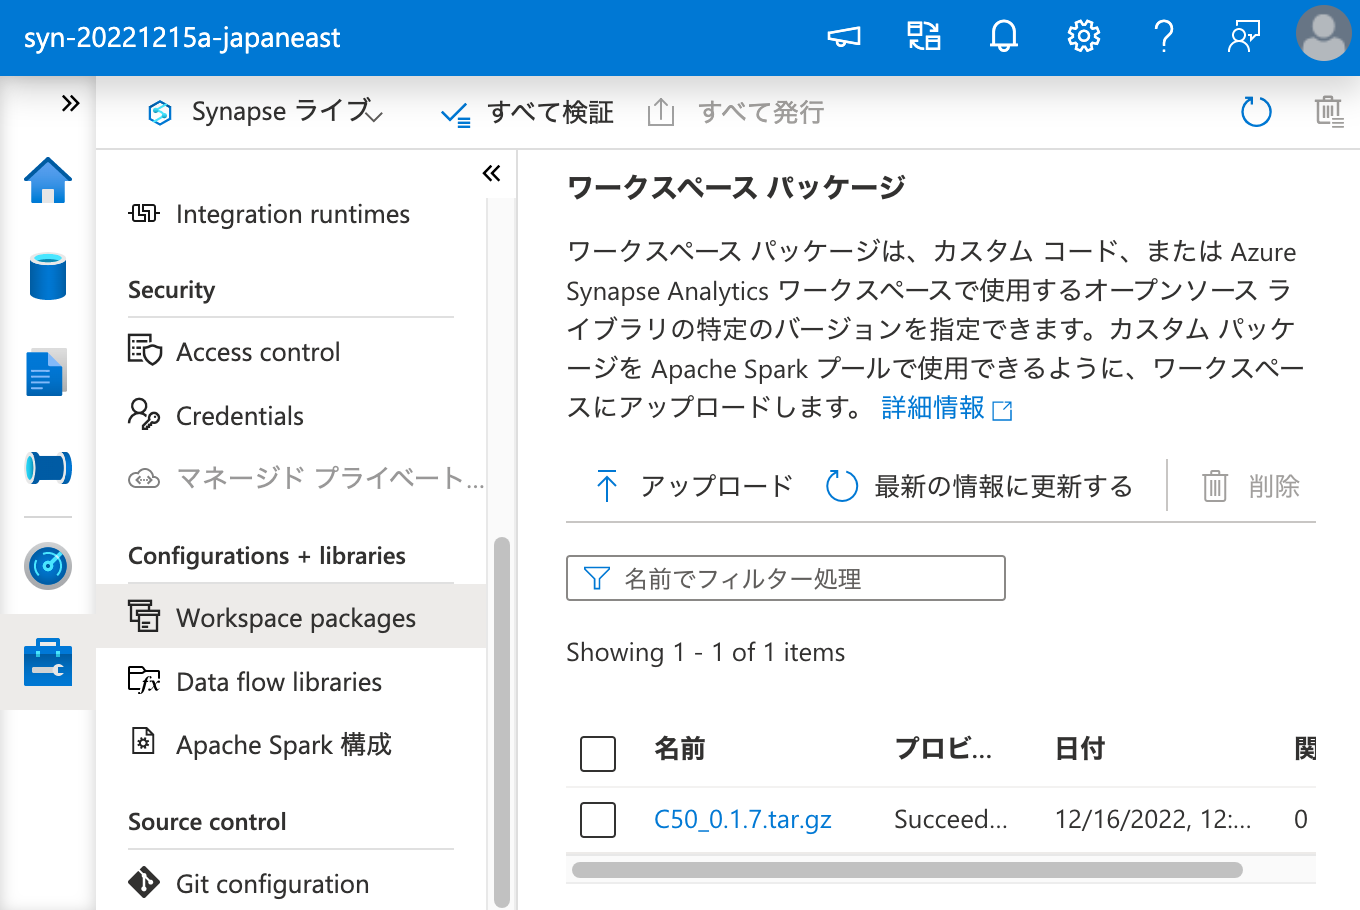 syn-20221215a-japaneast
Synapse ライブ
すべて検証
すべて発行
Integration runtimes
Security
Access control
Credentials
マネージド プライベート...
Configurations + libraries
Workspace packages
Data flow libraries
Apache Spark 構成
Source control
Git configuration
ワークスペース パッケージ
ワークスペース パッケージは、カスタム コード、または Azure
Synapse Analytics ワークスペースで使用するオープンソース ラ
イブラリの特定のバージョンを指定できます。カスタム パッケ
ージを Apache Spark プールで使用できるように、ワークスペー
スにアップロードします。 詳細情報
アップロード 最新の情報に更新する 削除
名前でフィルター処理
Showing 1 - 1 of 1 items
名前 プロビ... 日付 関
C50_0.1.7.tar.gz Succeed... 12/16/2022, 12:... 0